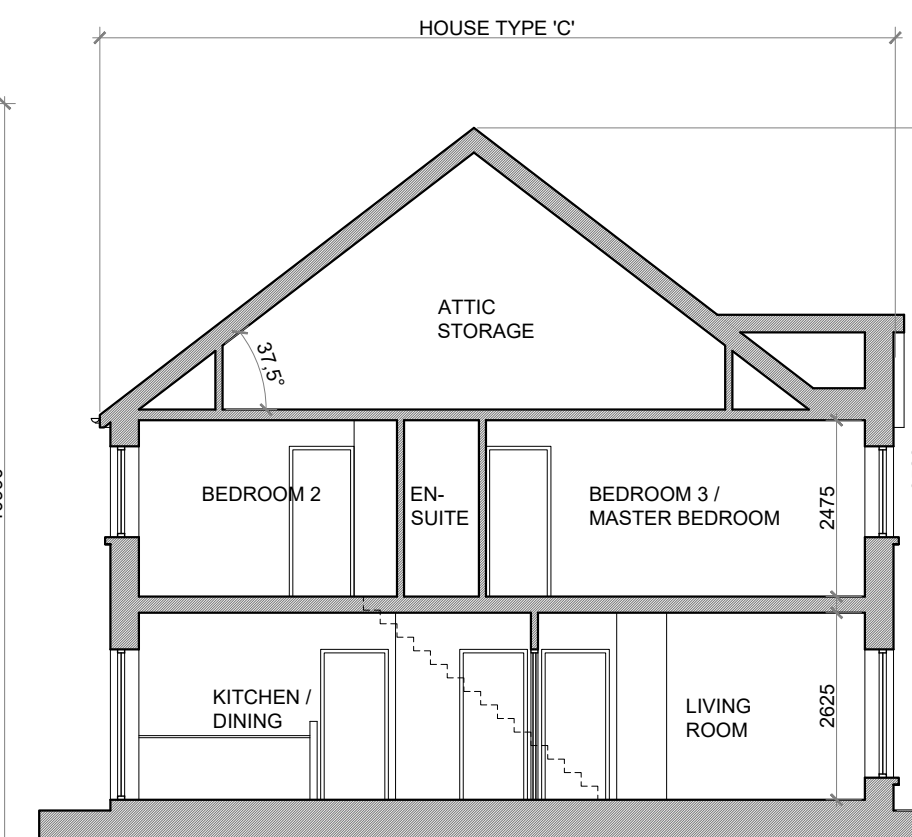 HOUSE TYPE 'C'
ATTIC
STORAGE
37,5°
BEDROOM 2
EN-
SUITE
BEDROOM 3 /
MASTER BEDROOM
2475
KITCHEN /
DINING
LIVING
ROOM
2625